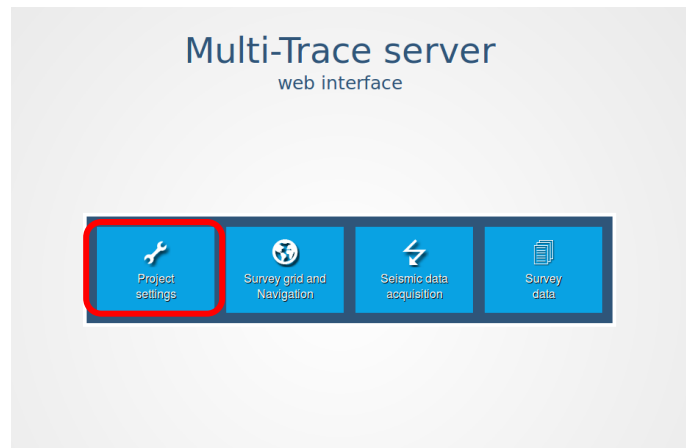 Multi-Trace server
web interface
Project
settings
Survey grid and
Navigation
Seismic data
acquisition
Survey
data